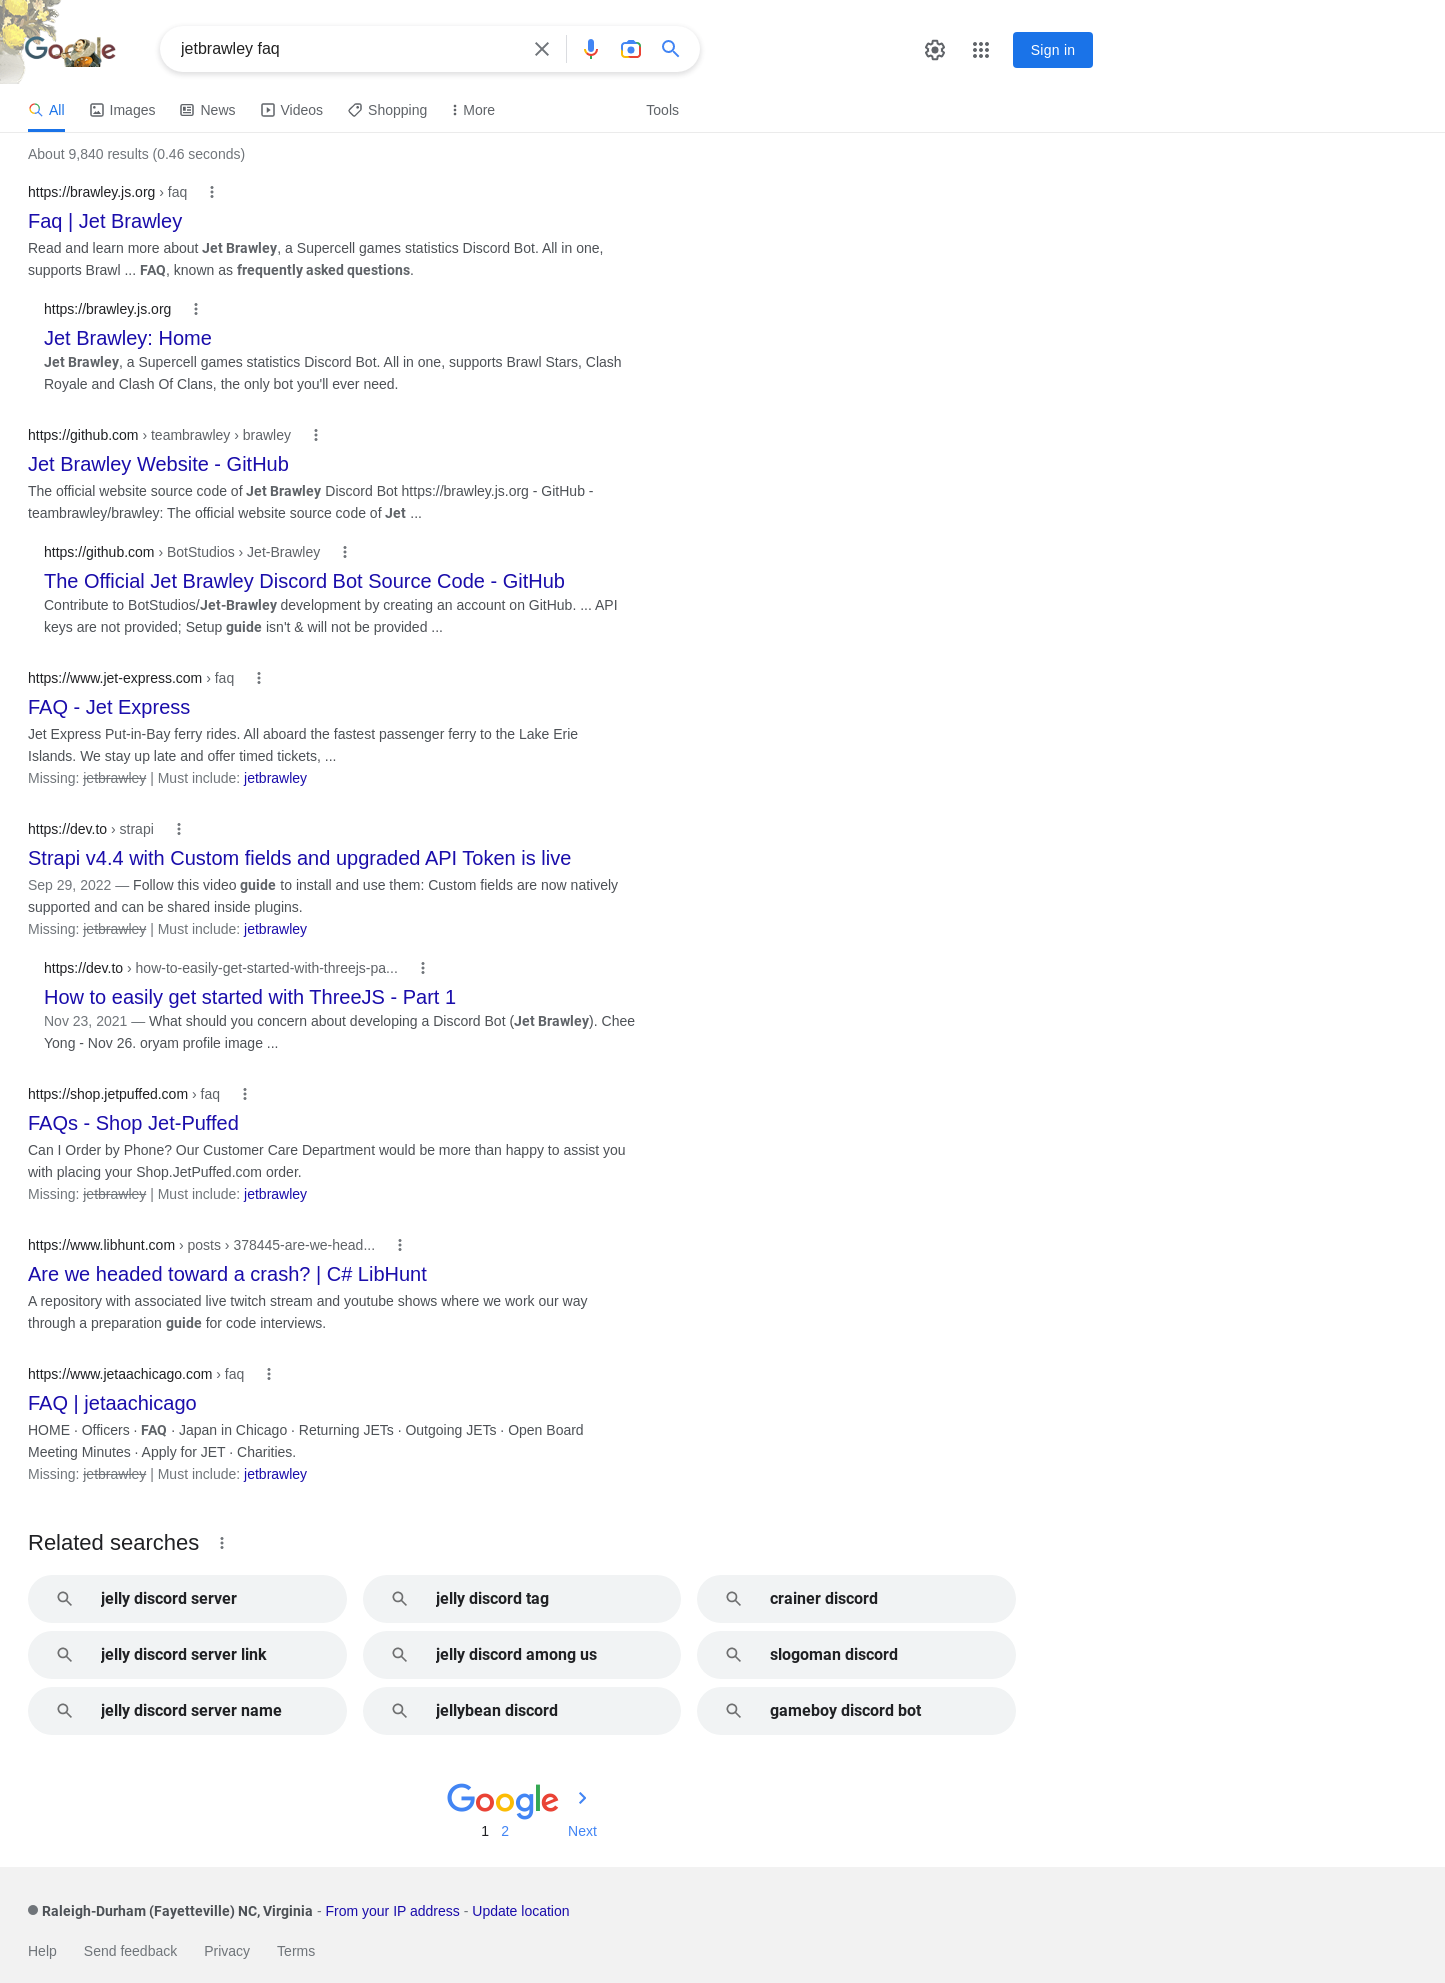 Google
jetbrawley faq
Sign in
All Images News Videos Shopping More Tools
About 9,840 results (0.46 seconds)
https://brawley.js.org › faq
Faq | Jet Brawley
Read and learn more about Jet Brawley, a Supercell games statistics Discord Bot. All in one,
supports Brawl ... FAQ, known as frequently asked questions.
https://brawley.js.org
Jet Brawley: Home
Jet Brawley, a Supercell games statistics Discord Bot. All in one, supports Brawl Stars, Clash
Royale and Clash Of Clans, the only bot you'll ever need.
https://github.com › teambrawley › brawley
Jet Brawley Website - GitHub
The official website source code of Jet Brawley Discord Bot https://brawley.js.org - GitHub -
teambrawley/brawley: The official website source code of Jet ...
https://github.com › BotStudios › Jet-Brawley
The Official Jet Brawley Discord Bot Source Code - GitHub
Contribute to BotStudios/Jet-Brawley development by creating an account on GitHub. ... API
keys are not provided; Setup guide isn't & will not be provided ...
https://www.jet-express.com › faq
FAQ - Jet Express
Jet Express Put-in-Bay ferry rides. All aboard the fastest passenger ferry to the Lake Erie
Islands. We stay up late and offer timed tickets, ...
Missing: jetbrawley | Must include: jetbrawley
https://dev.to › strapi
Strapi v4.4 with Custom fields and upgraded API Token is live
Sep 29, 2022 — Follow this video guide to install and use them: Custom fields are now natively
supported and can be shared inside plugins.
Missing: jetbrawley | Must include: jetbrawley
https://dev.to › how-to-easily-get-started-with-threejs-pa...
How to easily get started with ThreeJS - Part 1
Nov 23, 2021 — What should you concern about developing a Discord Bot (Jet Brawley). Chee
Yong - Nov 26. oryam profile image ...
https://shop.jetpuffed.com › faq
FAQs - Shop Jet-Puffed
Can I Order by Phone? Our Customer Care Department would be more than happy to assist you
with placing your Shop.JetPuffed.com order.
Missing: jetbrawley | Must include: jetbrawley
https://www.libhunt.com › posts › 378445-are-we-head...
Are we headed toward a crash? | C# LibHunt
A repository with associated live twitch stream and youtube shows where we work our way
through a preparation guide for code interviews.
https://www.jetaachicago.com › faq
FAQ | jetaachicago
HOME · Officers · FAQ · Japan in Chicago · Returning JETs · Outgoing JETs · Open Board
Meeting Minutes · Apply for JET · Charities.
Missing: jetbrawley | Must include: jetbrawley
Related searches
jelly discord server jelly discord tag crainer discord
jelly discord server link jelly discord among us slogoman discord
jelly discord server name jellybean discord gameboy discord bot
Google
1 2 Next
Raleigh-Durham (Fayetteville) NC, Virginia - From your IP address - Update location
Help Send feedback Privacy Terms